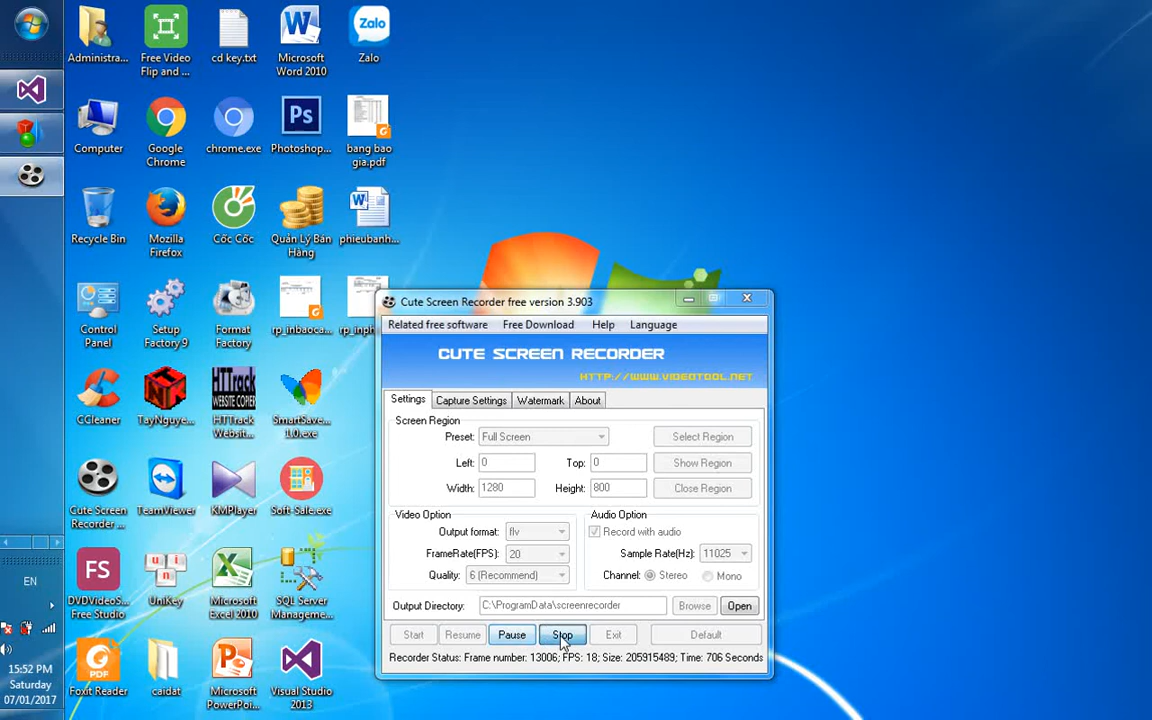 Administra...
Free Video
Flip and ...
cd key.txt
W
Microsoft
Word 2010
Zalo
Zalo
Computer
Google
Chrome
chrome.exe
Ps
Photoshop...
bang bao
gia.pdf
Recycle Bin
Mozilla
Firefox
Cốc Cốc
Quản Lý Bán
Hàng
phieubanh...
Control
Panel
Setup
Factory 9
Format
Factory
rp_inbaoca...
rp_inph
CCleaner
TayNguye...
HTTrack
WEBSITE COPIER
HTTrack
Websit...
SmartSave...
1.0.exe
Cute Screen
Recorder ...
TeamViewer
KMPlayer
Soft-Sale.exe
FS
DVDVideoS...
Free Studio
u n i
UniKey
Microsoft
Excel 2010
SQL Server
Manageme...
PDF
Foxit Reader
caidat
Microsoft
PowerPoi...
Visual Studio
2013
EN
15:52 PM
Saturday
07/01/2017
Cute Screen Recorder free version 3.903
Related free software
Free Download
Help
Language
CUTE SCREEN RECORDER
HTTP://WWW.VIDEOTOOL.NET
Settings
Capture Settings
Watermark
About
Screen Region
Preset:
Full Screen
Select Region
Left:
0
Top:
0
Show Region
Width:
1280
Height:
800
Close Region
Video Option
Output format:
flv
FrameRate(FPS):
20
Quality:
6 (Recommend)
Audio Option
Record with audio
Sample Rate(Hz):
11025
Channel:
Stereo
Mono
Output Directory:
C:\ProgramData\screenrecorder
Browse
Open
Start
Resume
Pause
Stop
Exit
Default
Recorder Status: Frame number: 13006; FPS: 18; Size: 205915489; Time: 706 Seconds